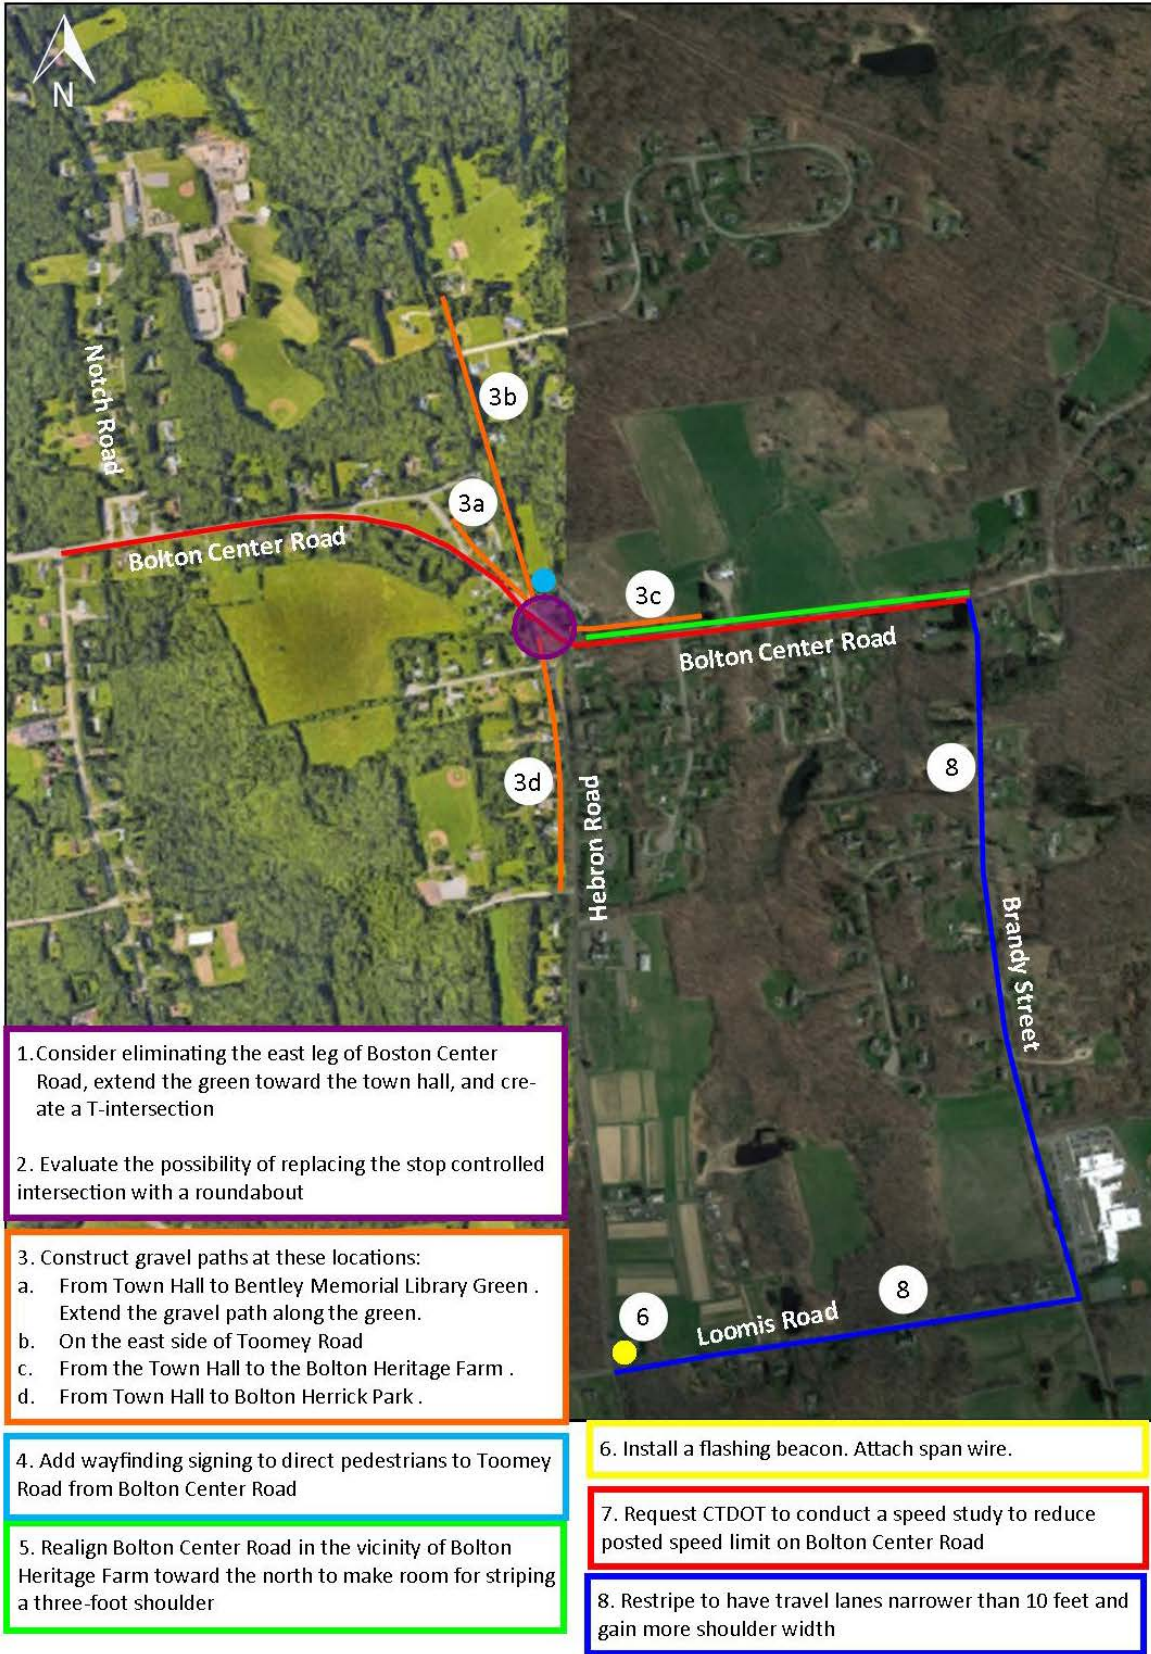 N
Notch Road
3b
3a
Bolton Center Road
3c
Bolton Center Road
3d
8
Hebron Road
Brandy Street
6
8
Loomis Road
1. Consider eliminating the east leg of Boston Center
Road, extend the green toward the town hall, and cre-
ate a T-intersection
2. Evaluate the possibility of replacing the stop controlled
intersection with a roundabout
3. Construct gravel paths at these locations:
a. From Town Hall to Bentley Memorial Library Green .
Extend the gravel path along the green.
b. On the east side of Toomey Road
c. From the Town Hall to the Bolton Heritage Farm .
d. From Town Hall to Bolton Herrick Park .
4. Add wayfinding signing to direct pedestrians to Toomey
Road from Bolton Center Road
5. Realign Bolton Center Road in the vicinity of Bolton
Heritage Farm toward the north to make room for striping
a three-foot shoulder
6. Install a flashing beacon. Attach span wire.
7. Request CTDOT to conduct a speed study to reduce
posted speed limit on Bolton Center Road
8. Restripe to have travel lanes narrower than 10 feet and
gain more shoulder width